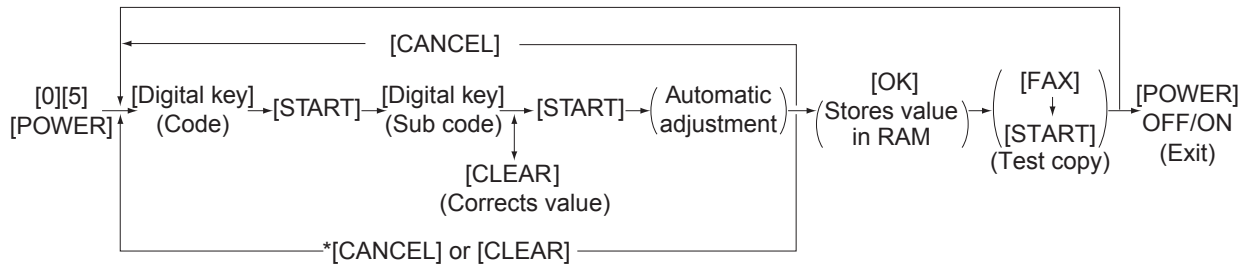 [CANCEL]
[0][5]
[POWER]
[Digital key]
(Code)
[START]
[Digital key]
(Sub code)
[START]
(Automatic
adjustment)
[OK]
(Stores value
in RAM)
([FAX]
[START])
(Test copy)
[POWER]
OFF/ON
(Exit)
[CLEAR]
(Corrects value)
*[CANCEL] or [CLEAR]